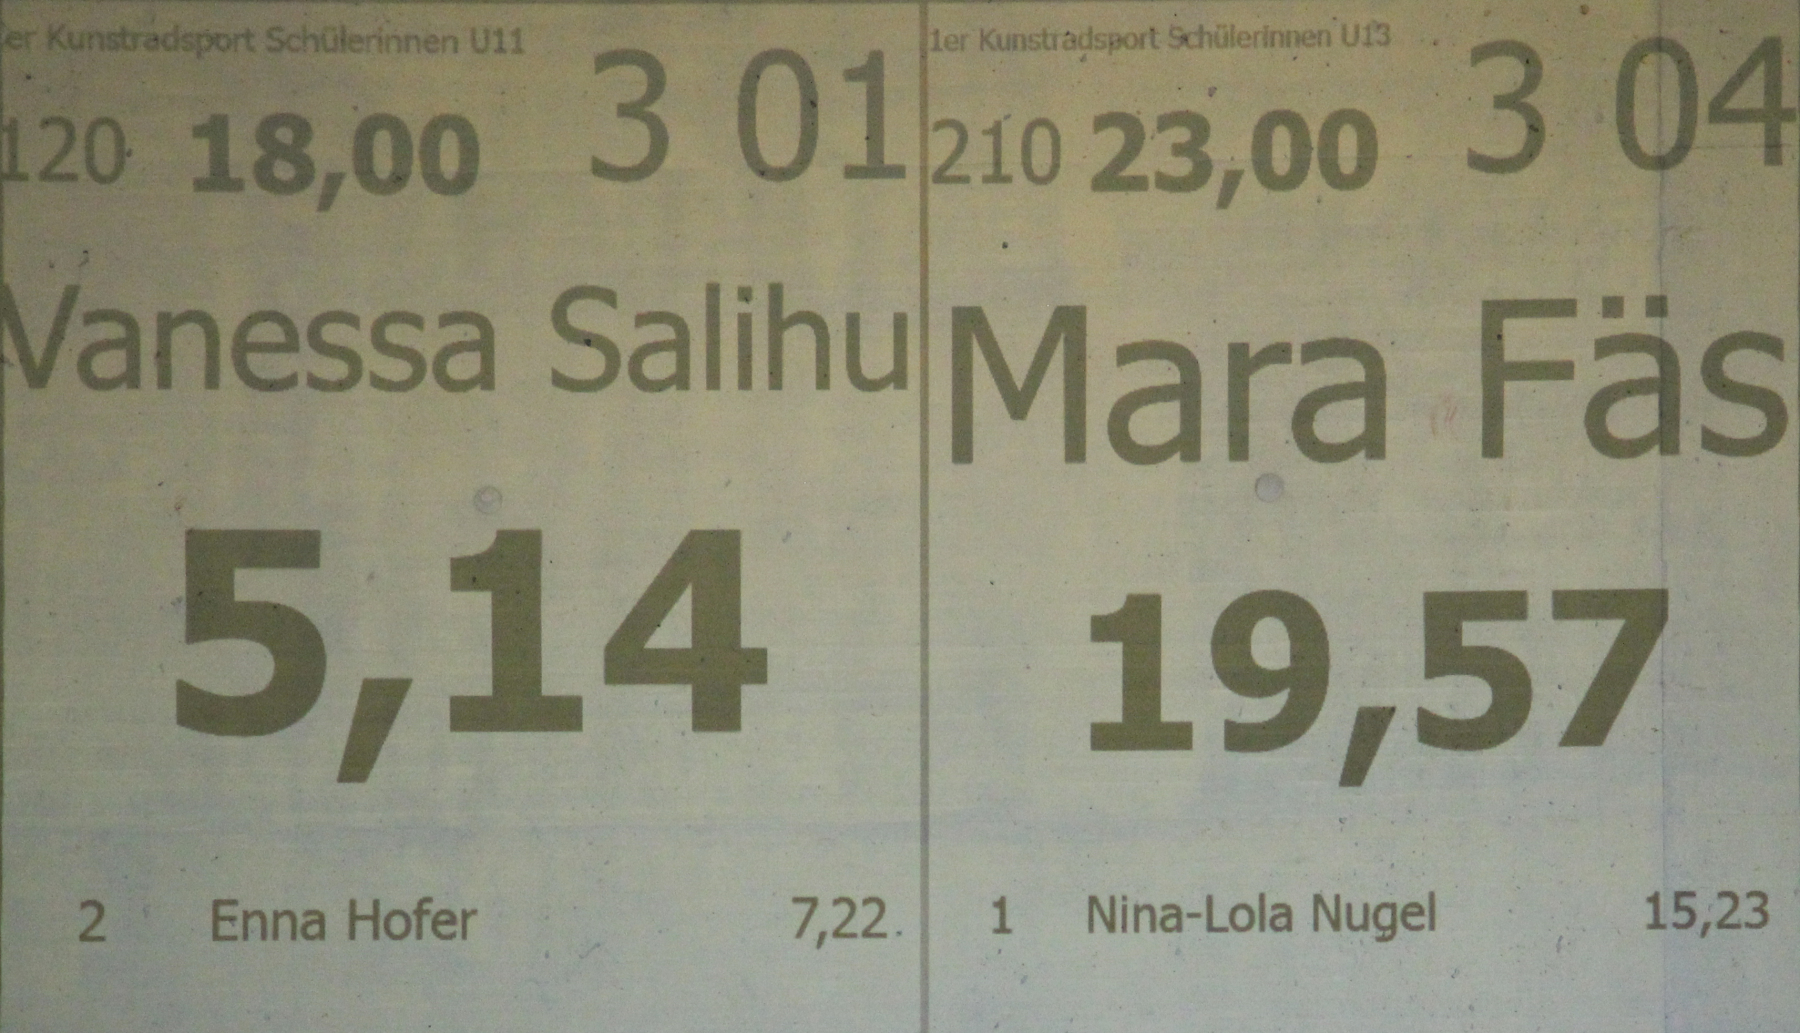 er Kunstradsport Schülerinnen U11
120 18,00 3 01
Vanessa Salihu
5,14
2 Enna Hofer 7,22
1er Kunstradsport Schülerinnen U13
210 23,00 3 04
Mara Fäs
19,57
1 Nina-Lola Nugel 15,23